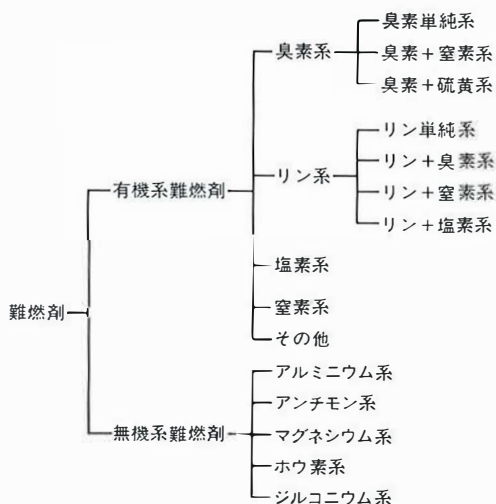 臭素単純系
臭素系
臭素＋窒素系
臭素＋硫黄系
リン単純系
リン＋臭素系
リン系
リン＋窒素系
有機系難燃剤
リン＋塩素系
塩素系
窒素系
難燃剤
その他
アルミニウム系
アンチモン系
無機系難燃剤
マグネシウム系
ホウ素系
ジルコニウム系